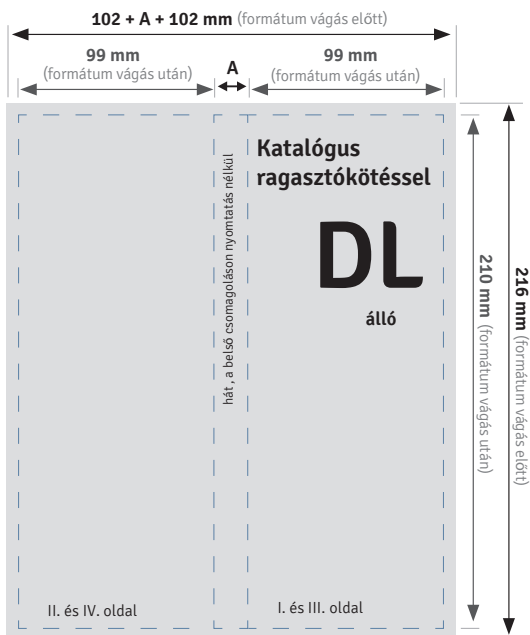 102 + A + 102 mm (formátum vágás előtt)
99 mm
(formátum vágás után)
A
99 mm
(formátum vágás után)
Katalógus
ragasztókötéssel
DL
álló
hát , a belső csomagoláson nyomtatás nélkül
210 mm (formátum vágás után)
216 mm (formátum vágás előtt)
II. és IV. oldal
I. és III. oldal